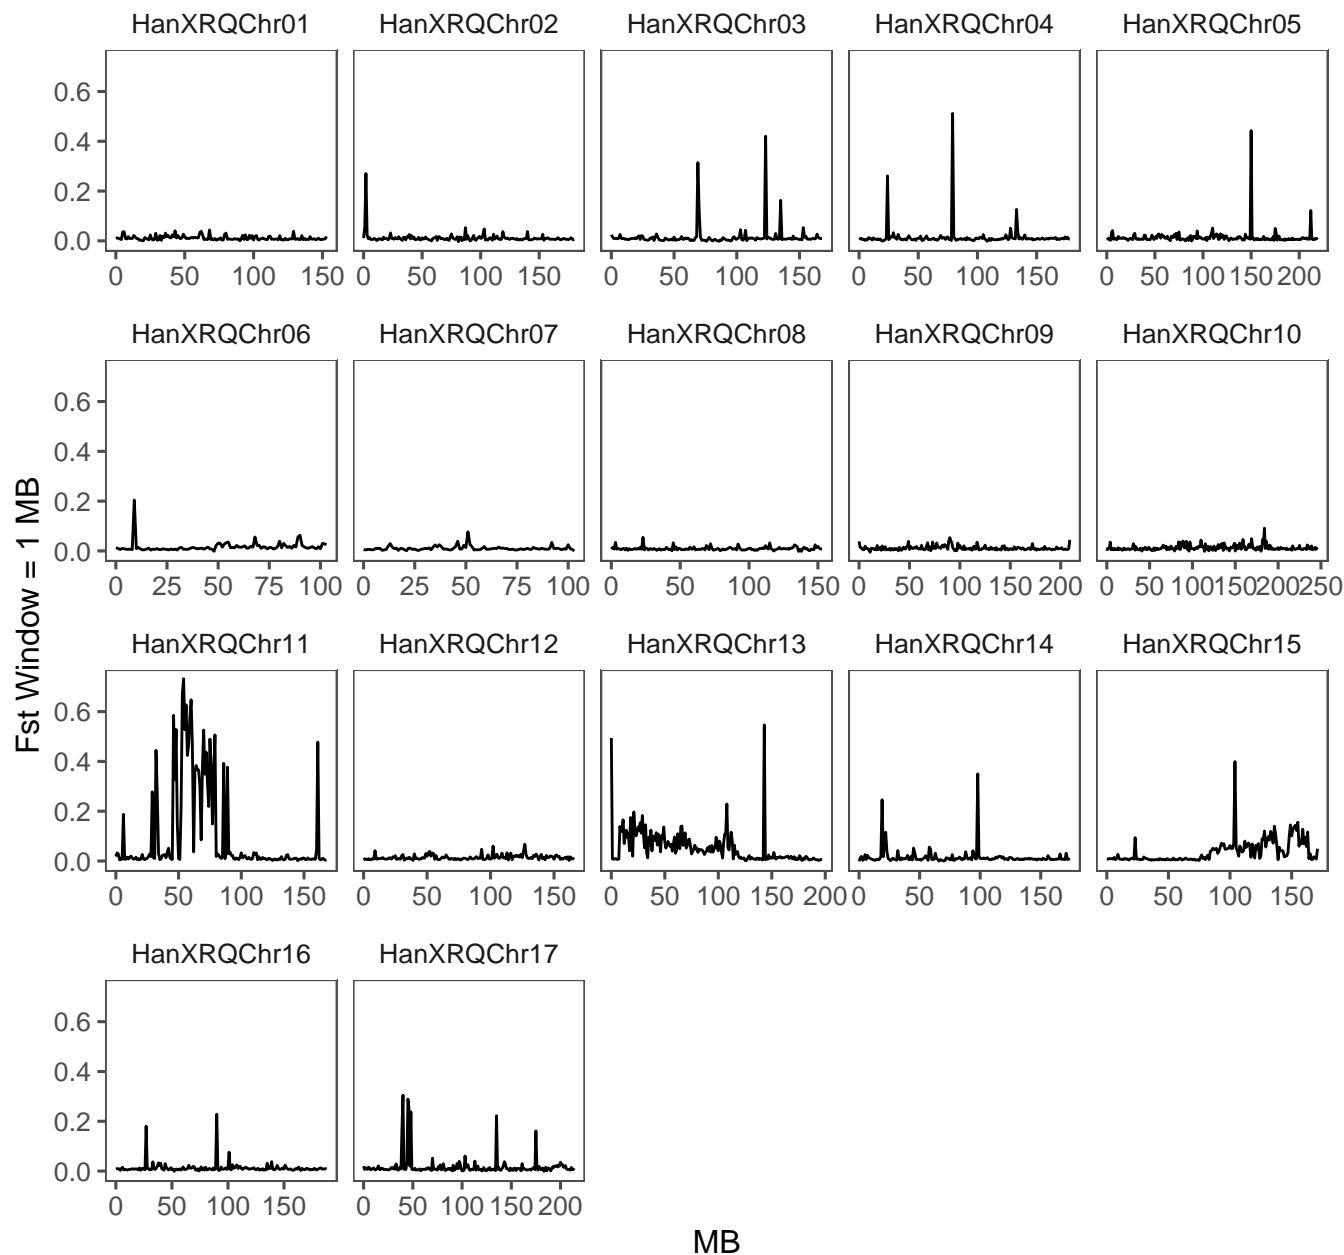 HanXRQChr01 HanXRQChr02 HanXRQChr03 HanXRQChr04 HanXRQChr05
0.6
0.4
0.2
0.0
0 50 100 150 0 50 100 150 0 50 100 150 0 50 100 150 0 50 100 150 200
HanXRQChr06 HanXRQChr07 HanXRQChr08 HanXRQChr09 HanXRQChr10
0.6
0.4
0.2
0.0
0 25 50 75 100 0 25 50 75 100 0 50 100 150 0 50 100 150 200 0 50 100 150 200 250
HanXRQChr11 HanXRQChr12 HanXRQChr13 HanXRQChr14 HanXRQChr15
0.6
0.4
0.2
0.0
0 50 100 150 0 50 100 150 0 50 100 150 200 0 50 100 150 0 50 100 150
HanXRQChr16 HanXRQChr17
0.6
0.4
0.2
0.0
0 50 100 150 0 50 100 150 200
Fst Window = 1 MB
MB